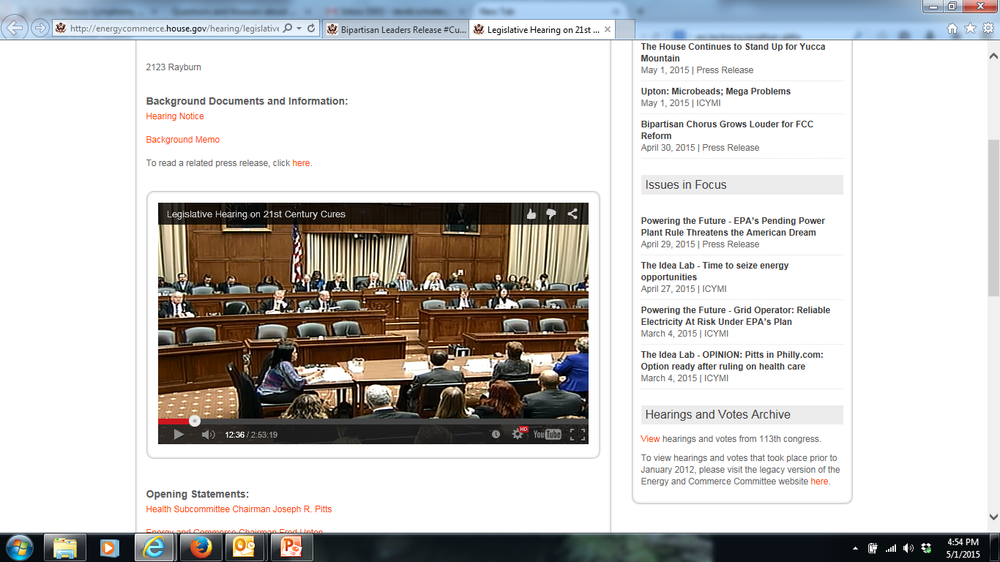 http://energycommerce.house.gov/hearing/legislative
Bipartisan Leaders Release #Cu...
Legislative Hearing on 21st ...
2123 Rayburn
Background Documents and Information:
Hearing Notice
Background Memo
To read a related press release, click here.
Legislative Hearing on 21st Century Cures
12:36 / 2:53:19
HD
YouTube
Opening Statements:
Health Subcommittee Chairman Joseph R. Pitts
Energy and Commerce Chairman Fred Upton
The House Continues to Stand Up for Yucca
Mountain
May 1, 2015 | Press Release
Upton: Microbeads; Mega Problems
May 1, 2015 | ICYMI
Bipartisan Chorus Grows Louder for FCC
Reform
April 30, 2015 | Press Release
Issues in Focus
Powering the Future - EPA's Pending Power
Plant Rule Threatens the American Dream
April 29, 2015 | Press Release
The Idea Lab - Time to seize energy
opportunities
April 27, 2015 | ICYMI
Powering the Future - Grid Operator: Reliable
Electricity At Risk Under EPA's Plan
March 4, 2015 | ICYMI
The Idea Lab - OPINION: Pitts in Philly.com:
Option ready after ruling on health care
March 4, 2015 | ICYMI
Hearings and Votes Archive
View hearings and votes from 113th congress.
To view hearings and votes that took place prior to
January 2012, please visit the legacy version of the
Energy and Commerce Committee website here.
4:54 PM
5/1/2015